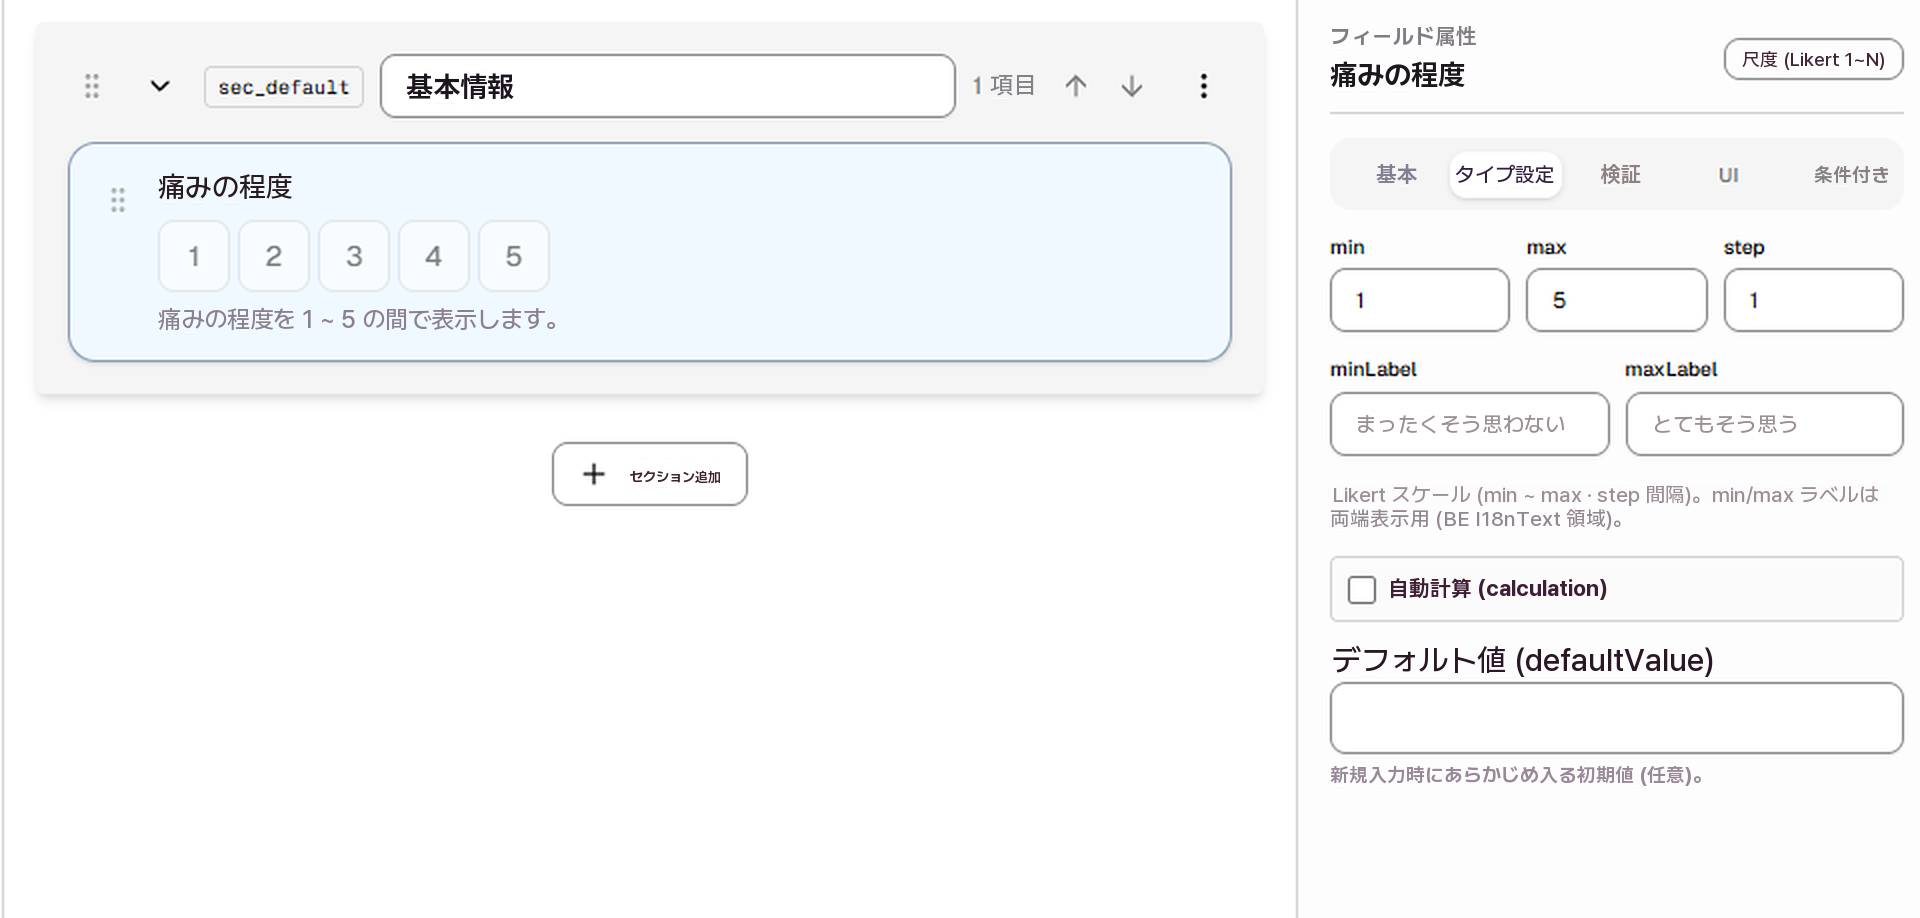 sec_default
基本情報
1 項目
痛みの程度
1 2 3 4 5
痛みの程度を 1 ~ 5 の間で表示します。
+ セクション追加
フィールド属性
痛みの程度
尺度 (Likert 1~N)
基本 タイプ設定 検証 UI 条件付き
min max step
1 5 1
minLabel maxLabel
まったくそう思わない とてもそう思う
Likert スケール (min ~ max · step 間隔)。min/max ラベルは
両端表示用 (BE I18nText 領域)。
自動計算 (calculation)
デフォルト値 (defaultValue)
新規入力時にあらかじめ入る初期値 (任意)。